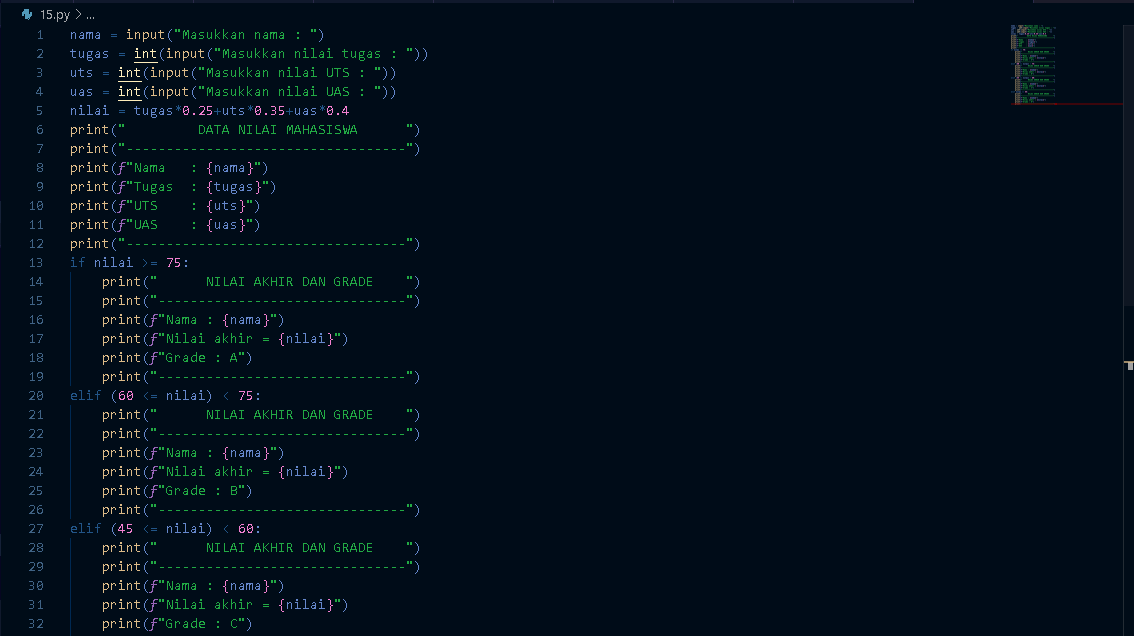 15.py > ...
1 nama = input("Masukkan nama : ")
2 tugas = int(input("Masukkan nilai tugas : "))
3 uts = int(input("Masukkan nilai UTS : "))
4 uas = int(input("Masukkan nilai UAS : "))
5 nilai = tugas*0.25+uts*0.35+uas*0.4
6 print("         DATA NILAI MAHASISWA      ")
7 print("-----------------------------------")
8 print(f"Nama   : {nama}")
9 print(f"Tugas  : {tugas}")
10 print(f"UTS    : {uts}")
11 print(f"UAS    : {uas}")
12 print("-----------------------------------")
13 if nilai >= 75:
14     print("      NILAI AKHIR DAN GRADE    ")
15     print("-------------------------------")
16     print(f"Nama : {nama}")
17     print(f"Nilai akhir = {nilai}")
18     print(f"Grade : A")
19     print("-------------------------------")
20 elif (60 <= nilai) < 75:
21     print("      NILAI AKHIR DAN GRADE    ")
22     print("-------------------------------")
23     print(f"Nama : {nama}")
24     print(f"Nilai akhir = {nilai}")
25     print(f"Grade : B")
26     print("-------------------------------")
27 elif (45 <= nilai) < 60:
28     print("      NILAI AKHIR DAN GRADE    ")
29     print("-------------------------------")
30     print(f"Nama : {nama}")
31     print(f"Nilai akhir = {nilai}")
32     print(f"Grade : C")